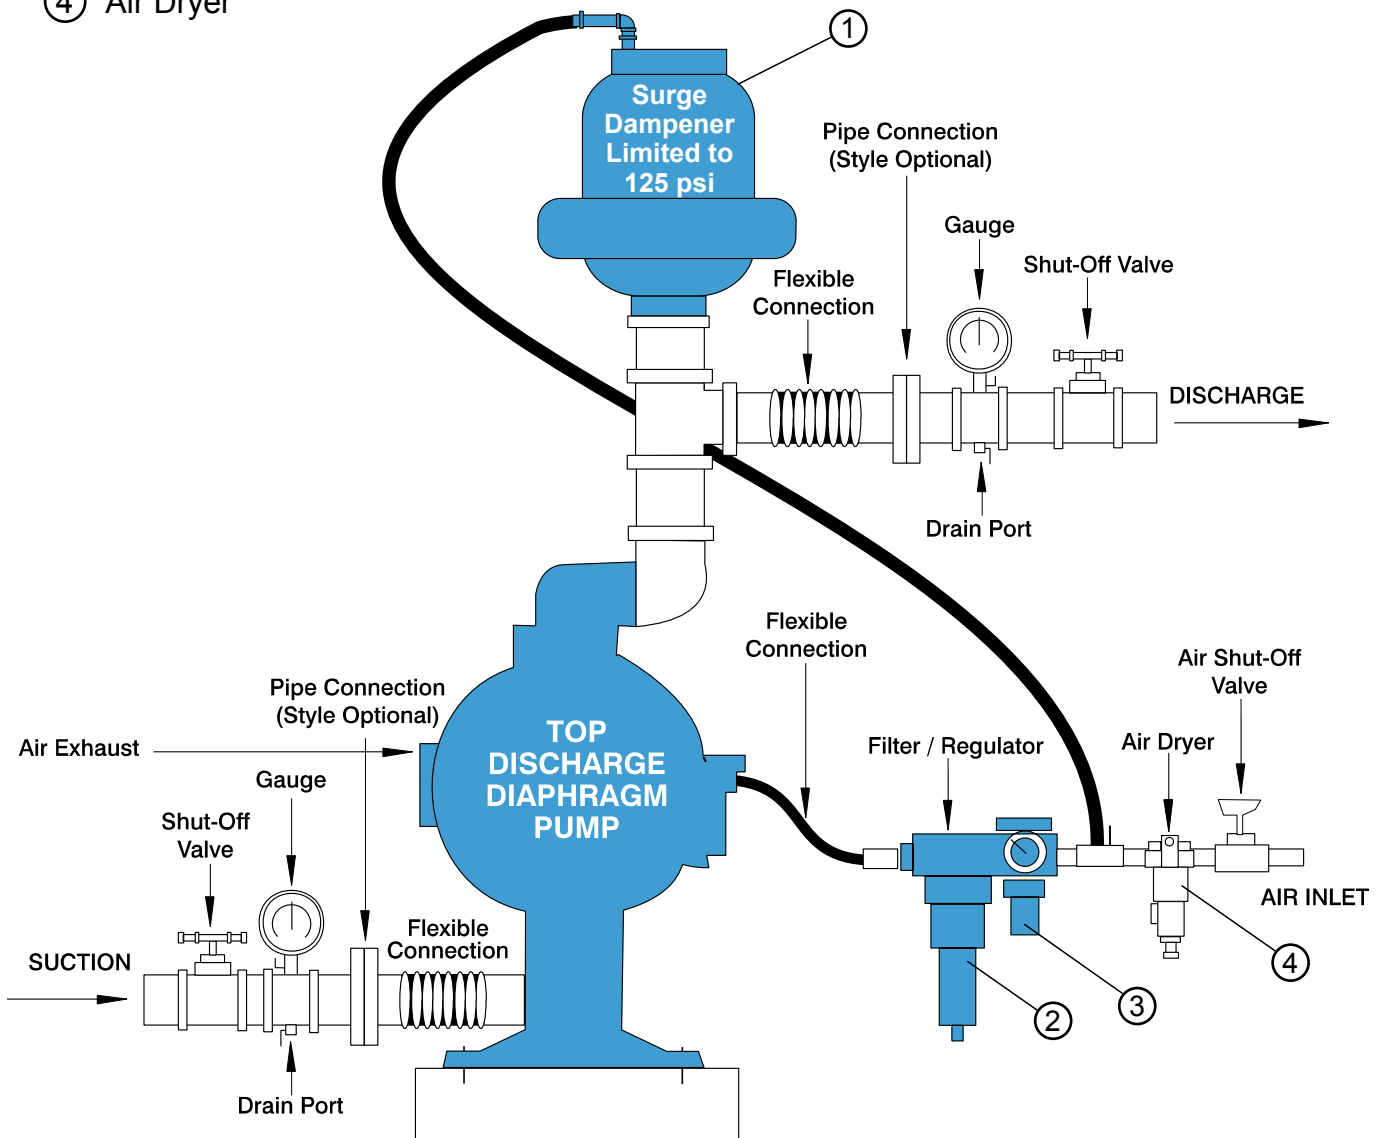 ④ Air Dryer
①
Surge
Dampener
Limited to
125 psi
Pipe Connection
(Style Optional)
Gauge
Shut-Off Valve
Flexible
Connection
DISCHARGE
Drain Port
Flexible
Connection
Air Shut-Off
Valve
Pipe Connection
(Style Optional)
Air Exhaust
TOP
DISCHARGE
DIAPHRAGM
PUMP
Filter / Regulator
Air Dryer
Gauge
Shut-Off
Valve
AIR INLET
Flexible
Connection
SUCTION
④
③
②
Drain Port